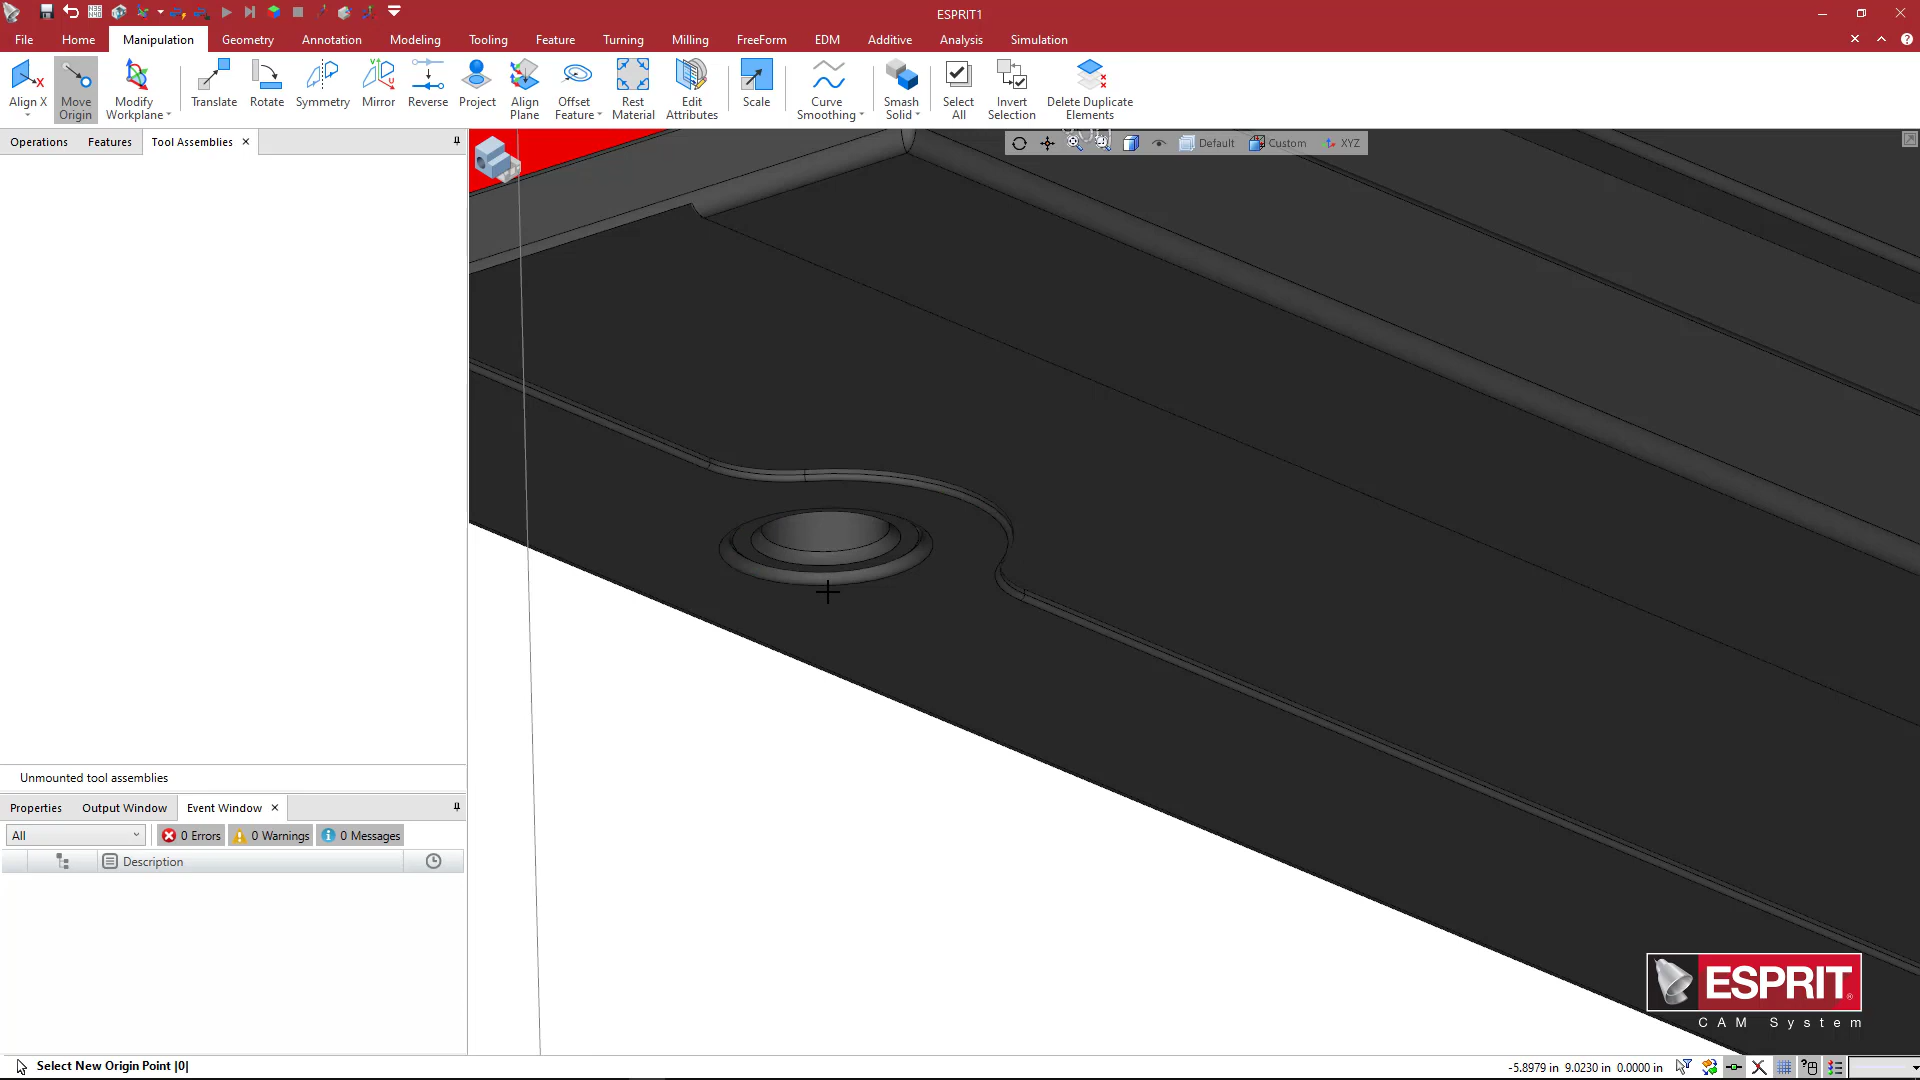 ESPRIT1
File Home Manipulation Geometry Annotation Modeling Tooling Feature Turning Milling FreeForm EDM Additive Analysis Simulation
Align X Move Origin Modify Workplane Translate Rotate Symmetry Mirror Reverse Project Align Plane Offset Feature Rest Material Edit Attributes Scale Curve Smoothing Smash Solid Select All Invert Selection Delete Duplicate Elements
Operations Features Tool Assemblies
Default Custom XYZ
Unmounted tool assemblies
Properties Output Window Event Window
All 0 Errors 0 Warnings 0 Messages
Description
ESPRIT®
CAM System
Select New Origin Point |0|
-5.8979 in 9.0230 in 0.0000 in